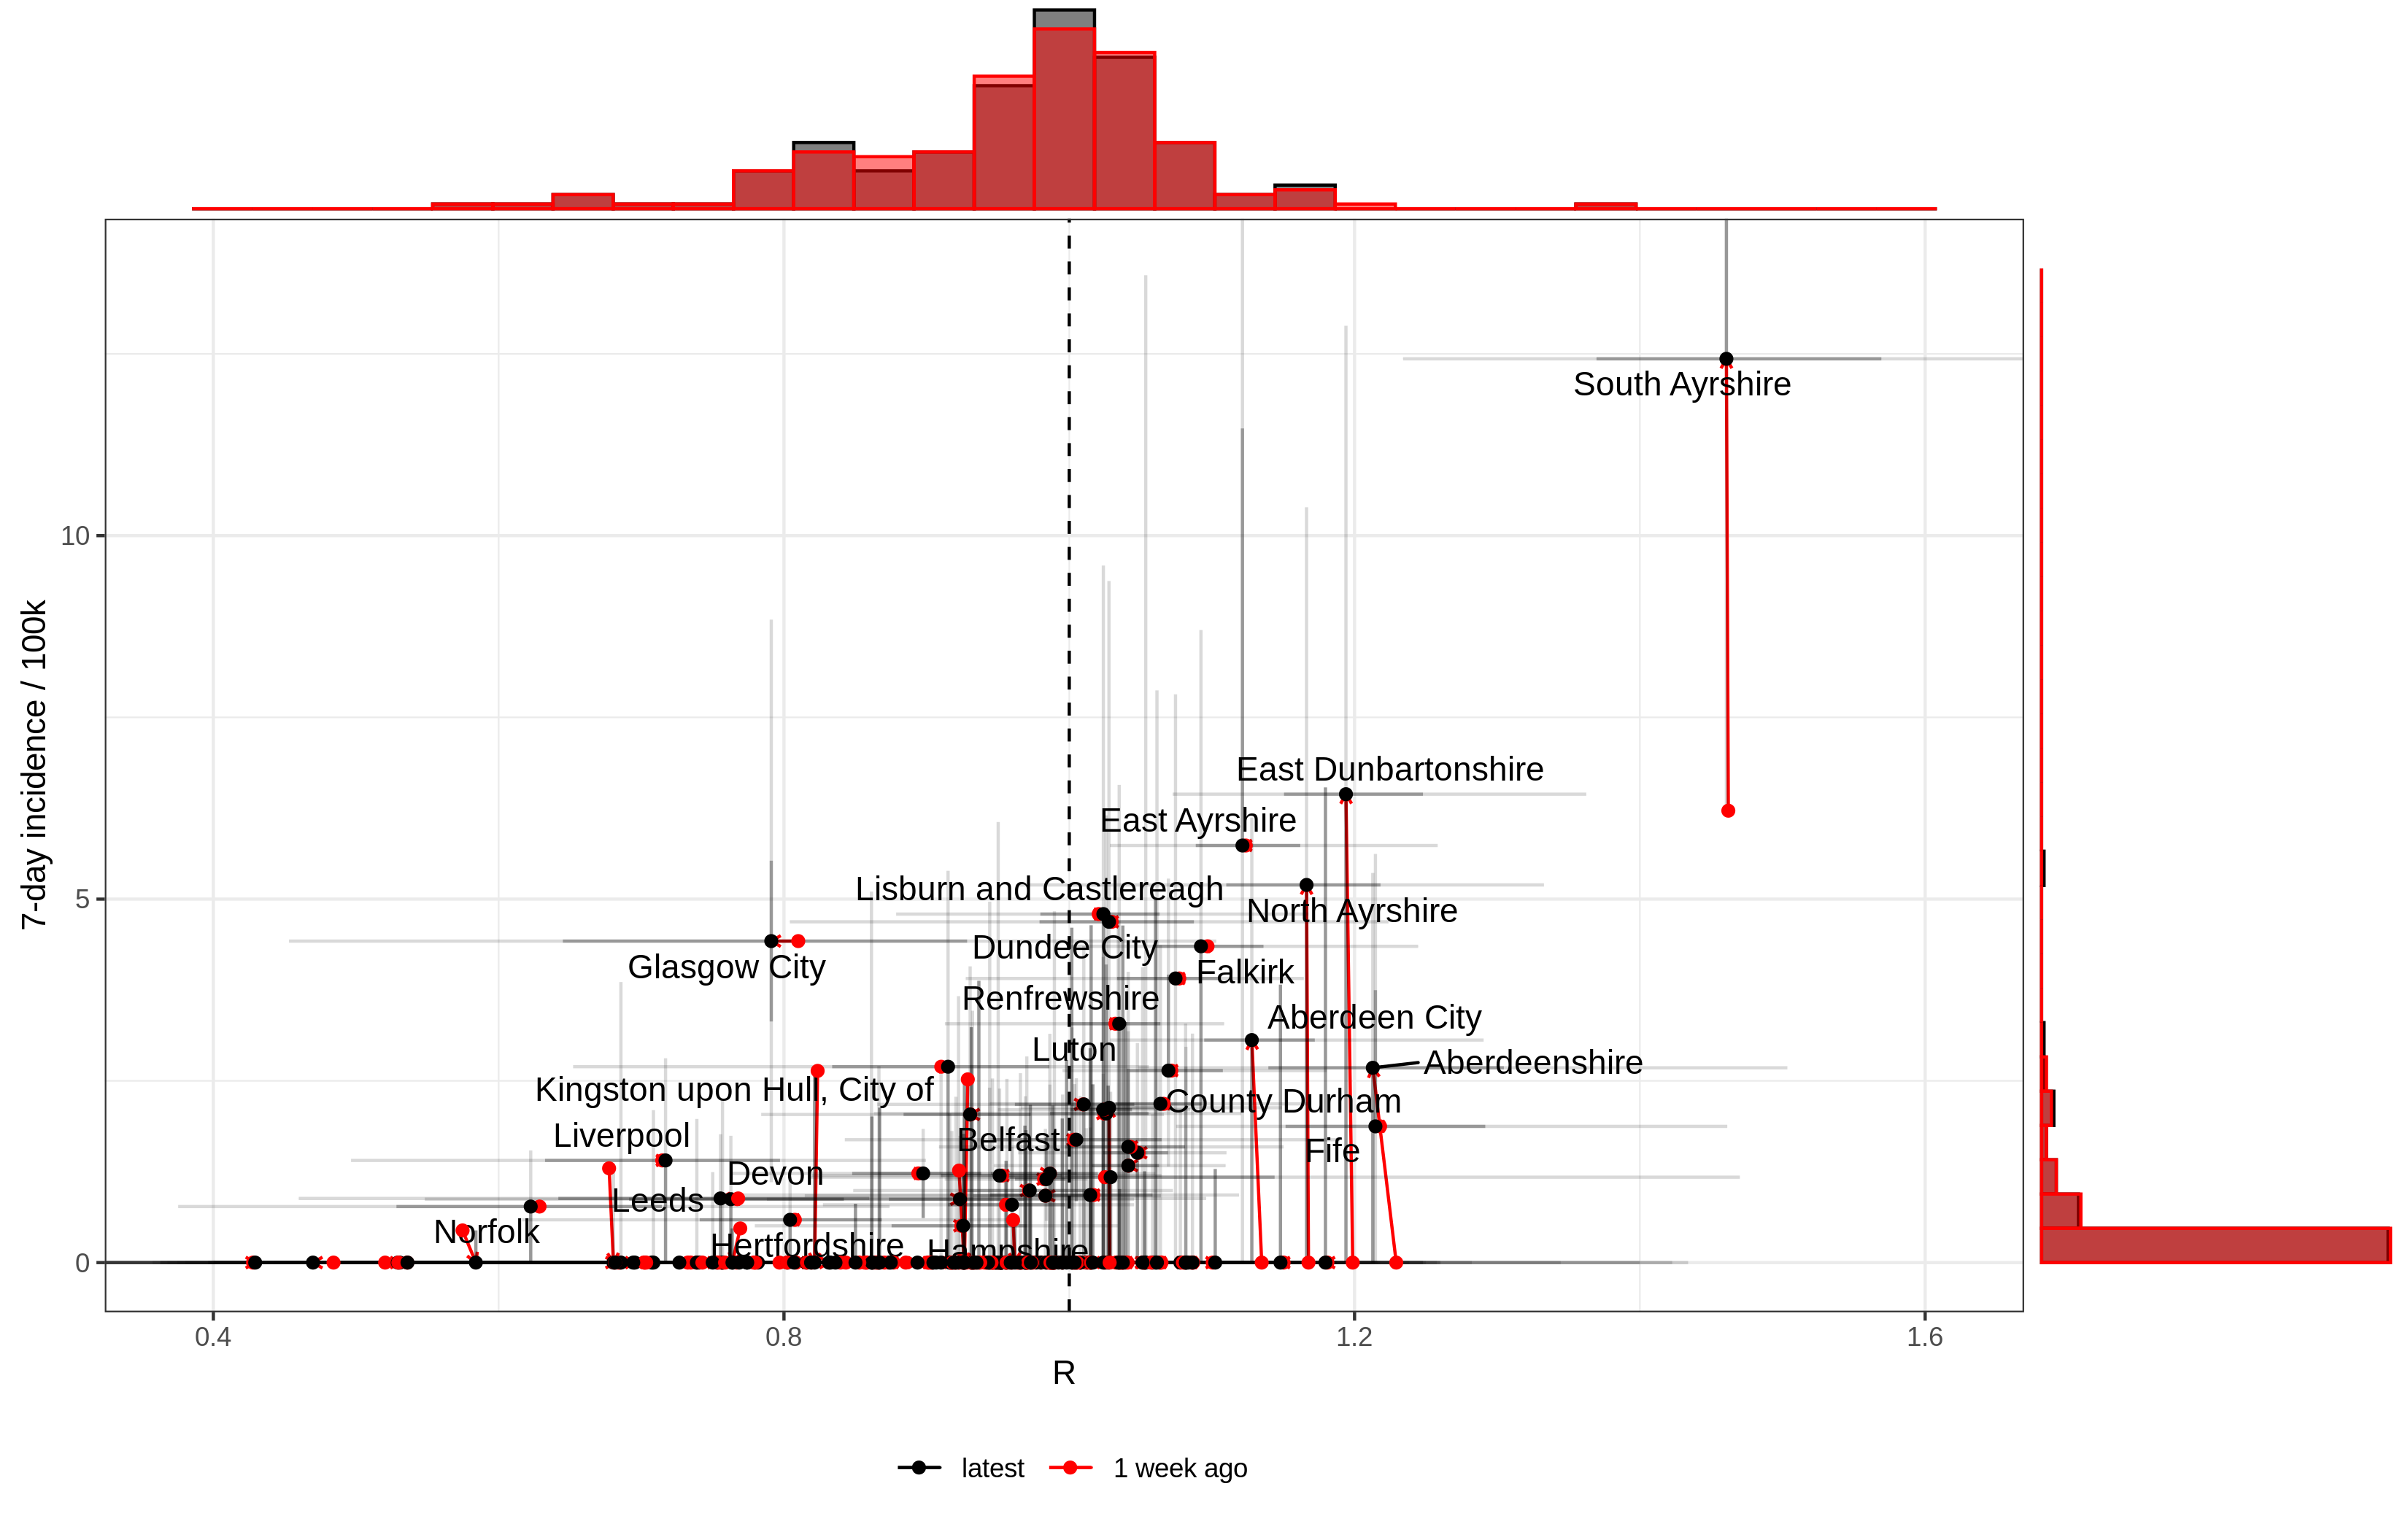 South Ayrshire
10
East Dunbartonshire
East Ayrshire
Lisburn and Castlereagh
5
North Ayrshire
Dundee City
Glasgow City
Falkirk
Renfrewshire
Aberdeen City
Luton
Aberdeenshire
Kingston upon Hull, City of
County Durham
Liverpool
Belfast
Fife
Devon
Leeds
Norfolk
Hertfordshire
Hampshire
0
7-day incidence / 100k
0.4
0.8
1.2
1.6
R
latest
1 week ago